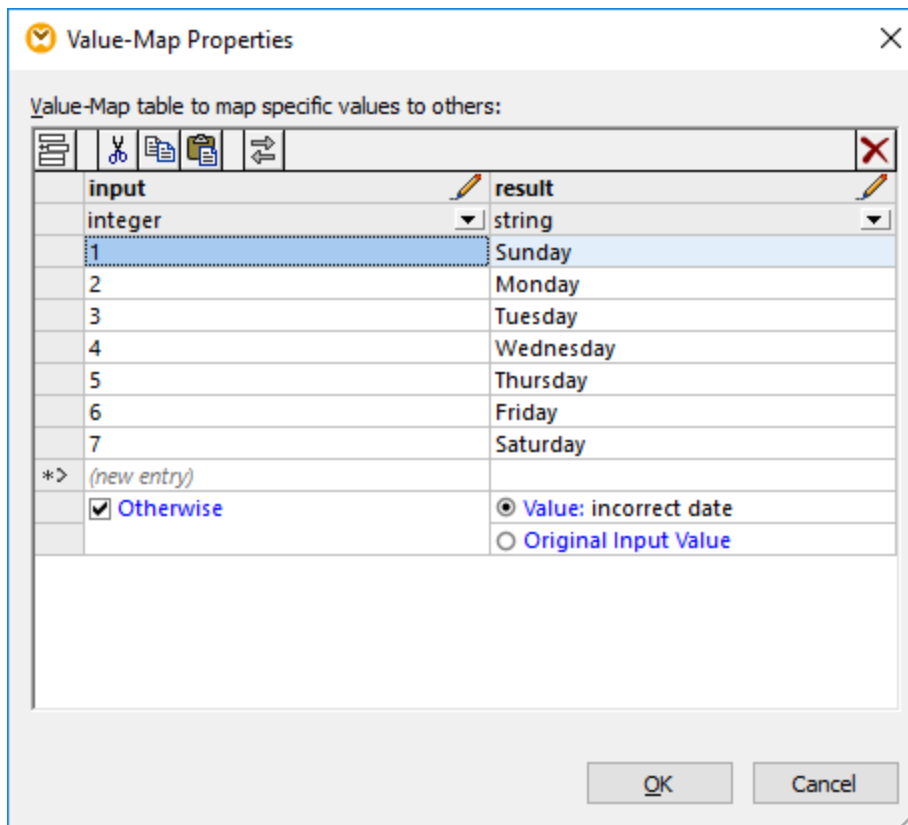 Value-Map Properties
Value-Map table to map specific values to others:
input result
integer string
1 Sunday
2 Monday
3 Tuesday
4 Wednesday
5 Thursday
6 Friday
7 Saturday
(new entry)
Otherwise Value: incorrect date
Original Input Value
OK Cancel